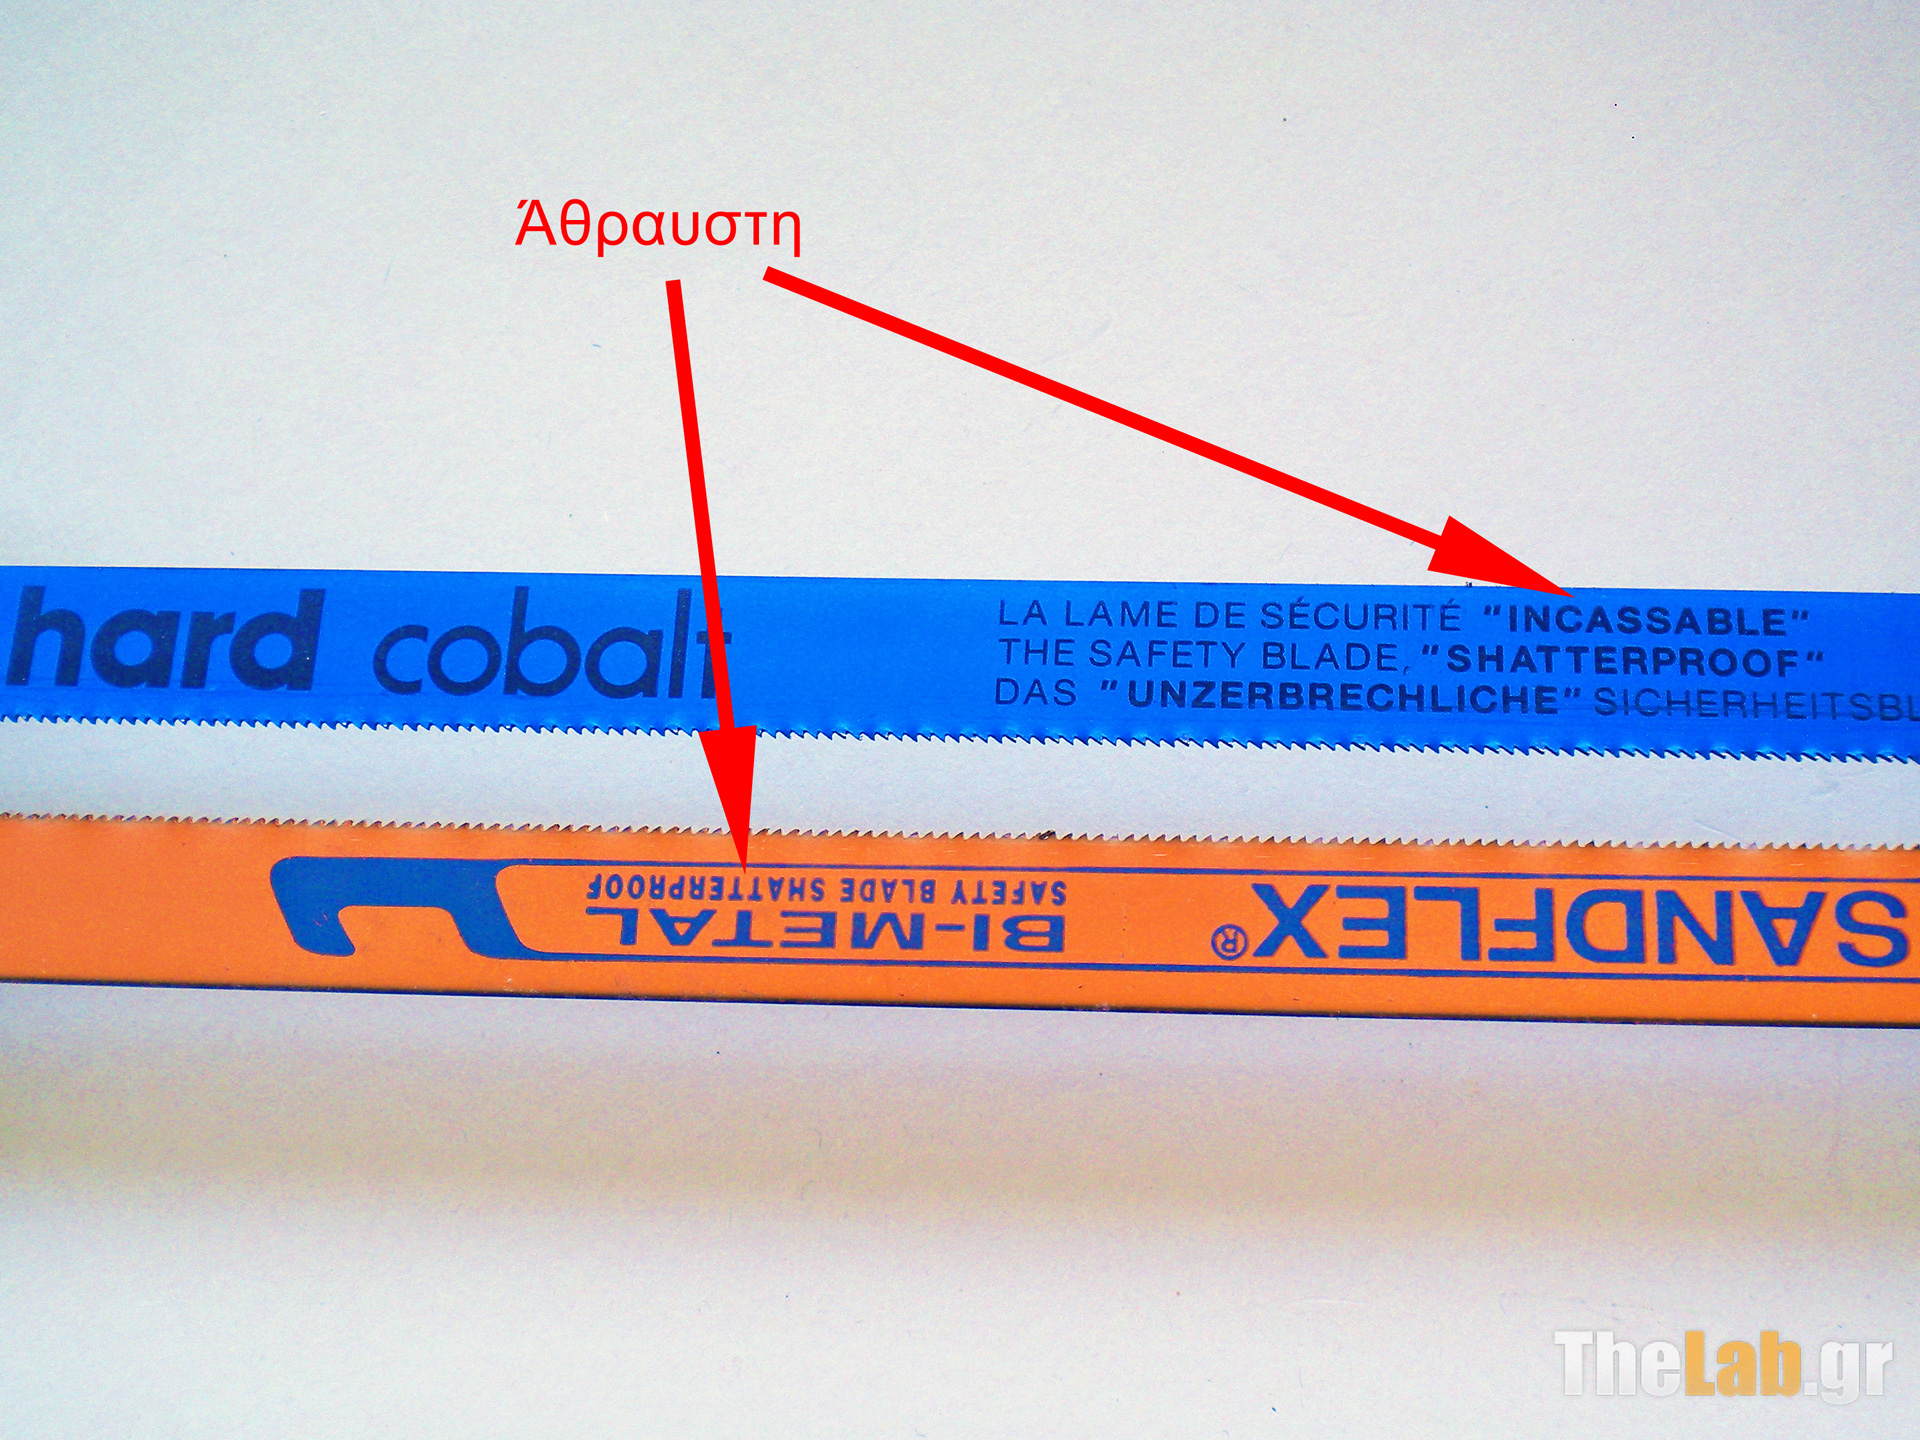 Άθραυστη
hard cobalt
LA LAME DE SÉCURITÉ "INCASSABLE"
THE SAFETY BLADE, "SHATTERPROOF"
DAS "UNZERBRECHLICHE" SICHERHEITSBL
SANDFLEX®
BI-METAL
SAFETY BLADE SHATTERPROOF
TheLab.gr